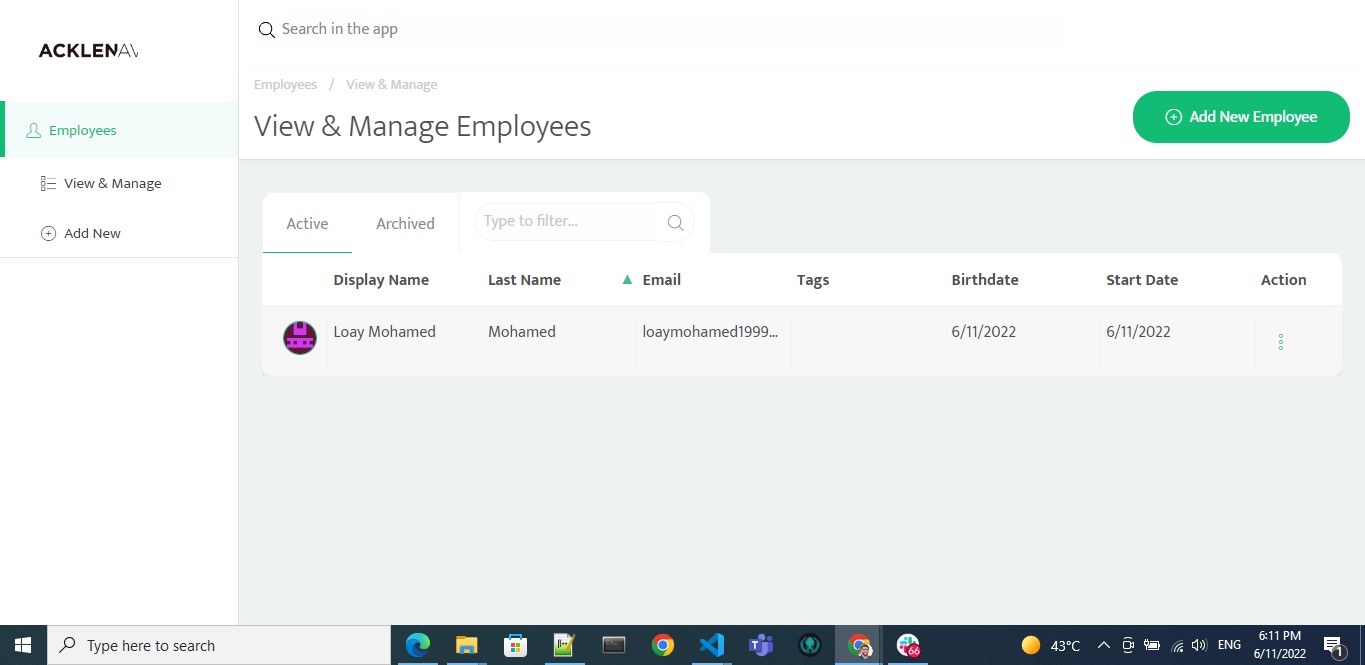 Search in the app
ACKLENAV
Employees / View & Manage
View & Manage Employees
Add New Employee
Employees
View & Manage
Add New
Active Archived Type to filter...
Display Name Last Name ▲ Email Tags Birthdate Start Date Action
Loay Mohamed Mohamed loaymohamed1999... 6/11/2022 6/11/2022
Type here to search
66
43°C
ENG
6:11 PM
6/11/2022
1